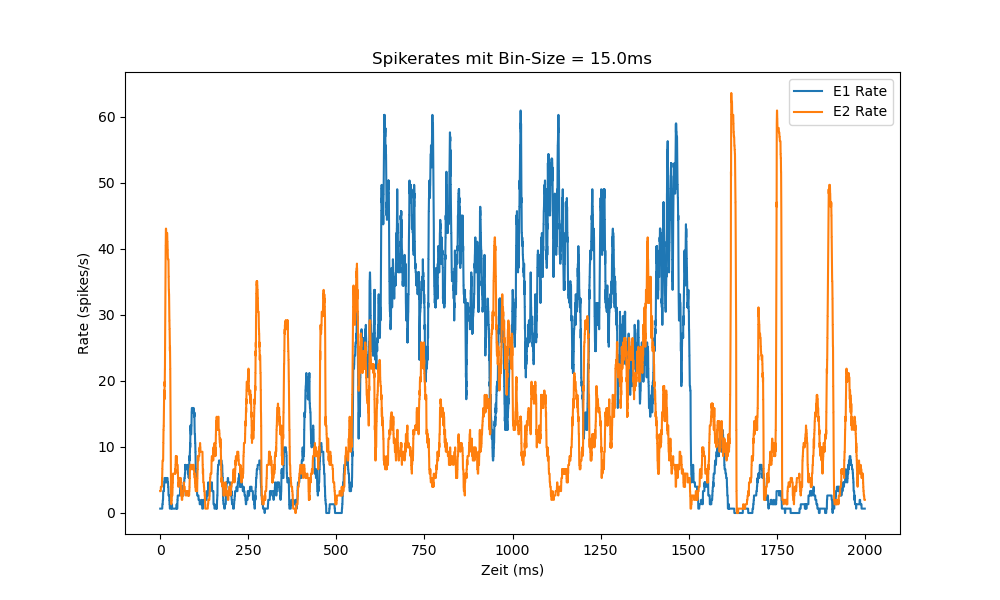 Spikerates mit Bin-Size = 15.0ms
E1 Rate
E2 Rate
Rate (spikes/s)
60
50
40
30
20
10
0
0 250 500 750 1000 1250 1500 1750 2000
Zeit (ms)